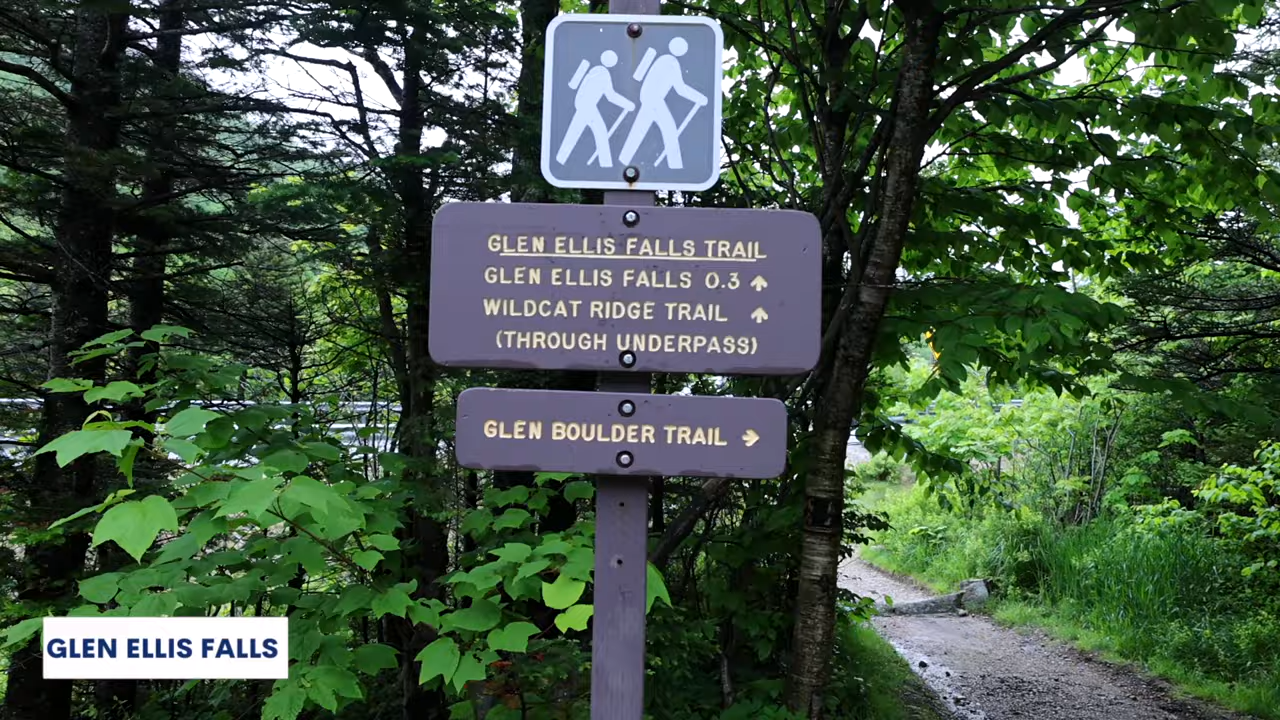 GLEN ELLIS FALLS TRAIL
GLEN ELLIS FALLS 0.3 ↑
WILDCAT RIDGE TRAIL ↑
(THROUGH UNDERPASS)
GLEN BOULDER TRAIL →
GLEN ELLIS FALLS